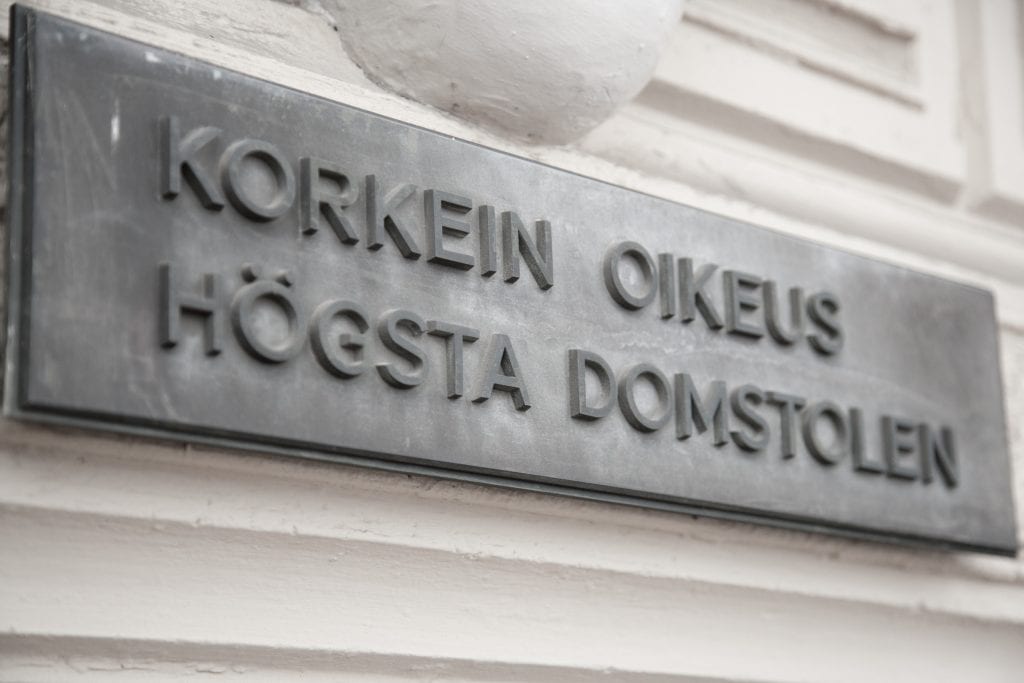 KORKEIN OIKEUS
HÖGSTA DOMSTOLEN